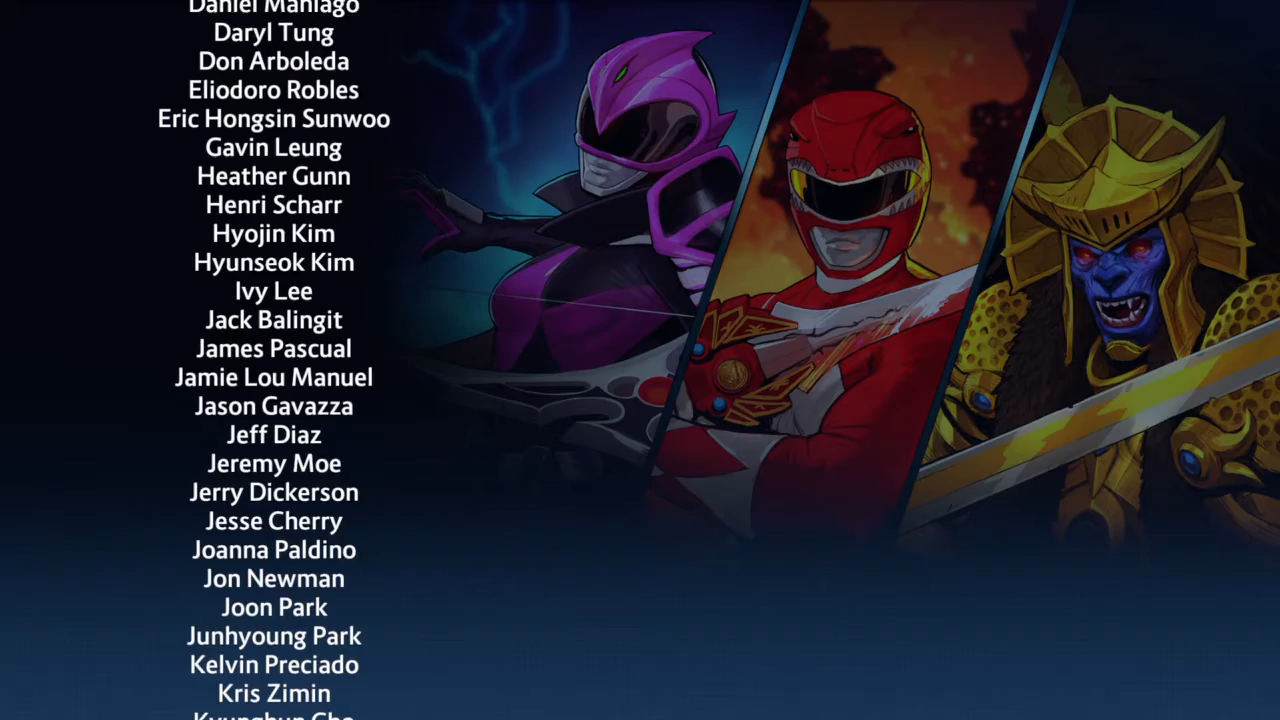 Daniel Maniago
Daryl Tung
Don Arboleda
Eliodoro Robles
Eric Hongsin Sunwoo
Gavin Leung
Heather Gunn
Henri Scharr
Hyojin Kim
Hyunseok Kim
Ivy Lee
Jack Balingit
James Pascual
Jamie Lou Manuel
Jason Gavazza
Jeff Diaz
Jeremy Moe
Jerry Dickerson
Jesse Cherry
Joanna Paldino
Jon Newman
Joon Park
Junhyoung Park
Kelvin Preciado
Kris Zimin